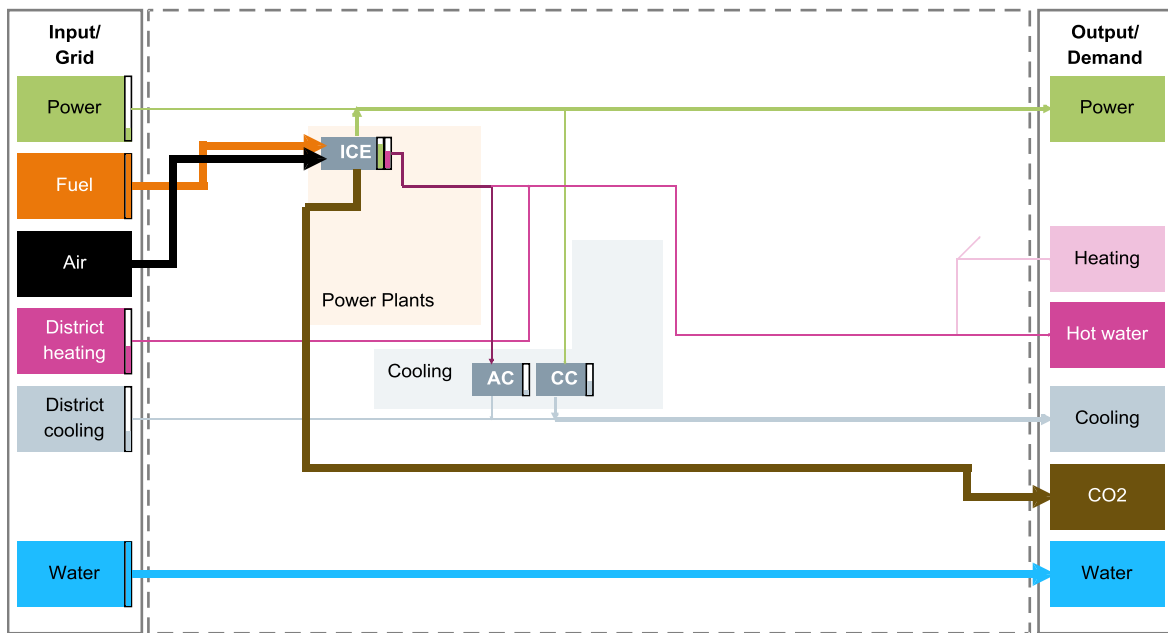 Input/
Grid
Output/
Demand
Power
Power
ICE
Fuel
Air
Heating
Power Plants
District
heating
Hot water
Cooling
AC
CC
District
cooling
Cooling
CO2
Water
Water